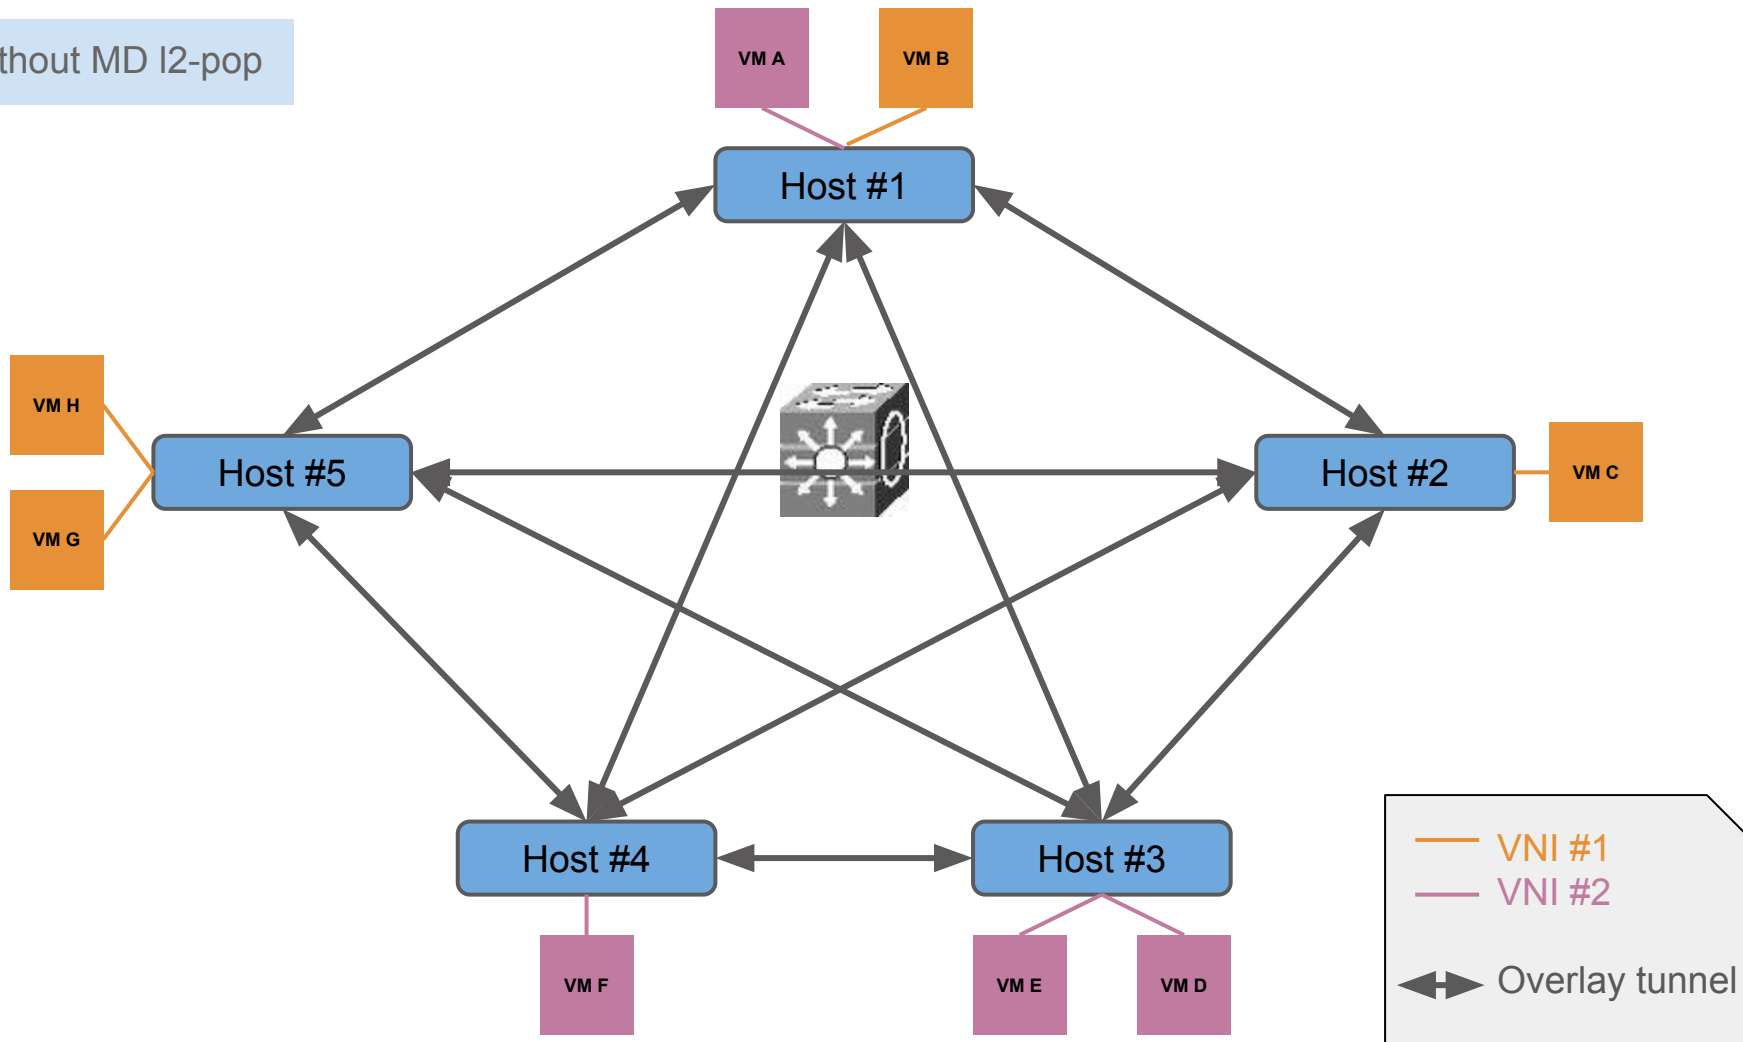 thout MD l2-pop
VM A
VM B
Host #1
VM H
VM G
Host #5
Host #2
VM C
Host #4
Host #3
VM F
VM E
VM D
VNI #1
VNI #2
Overlay tunnel